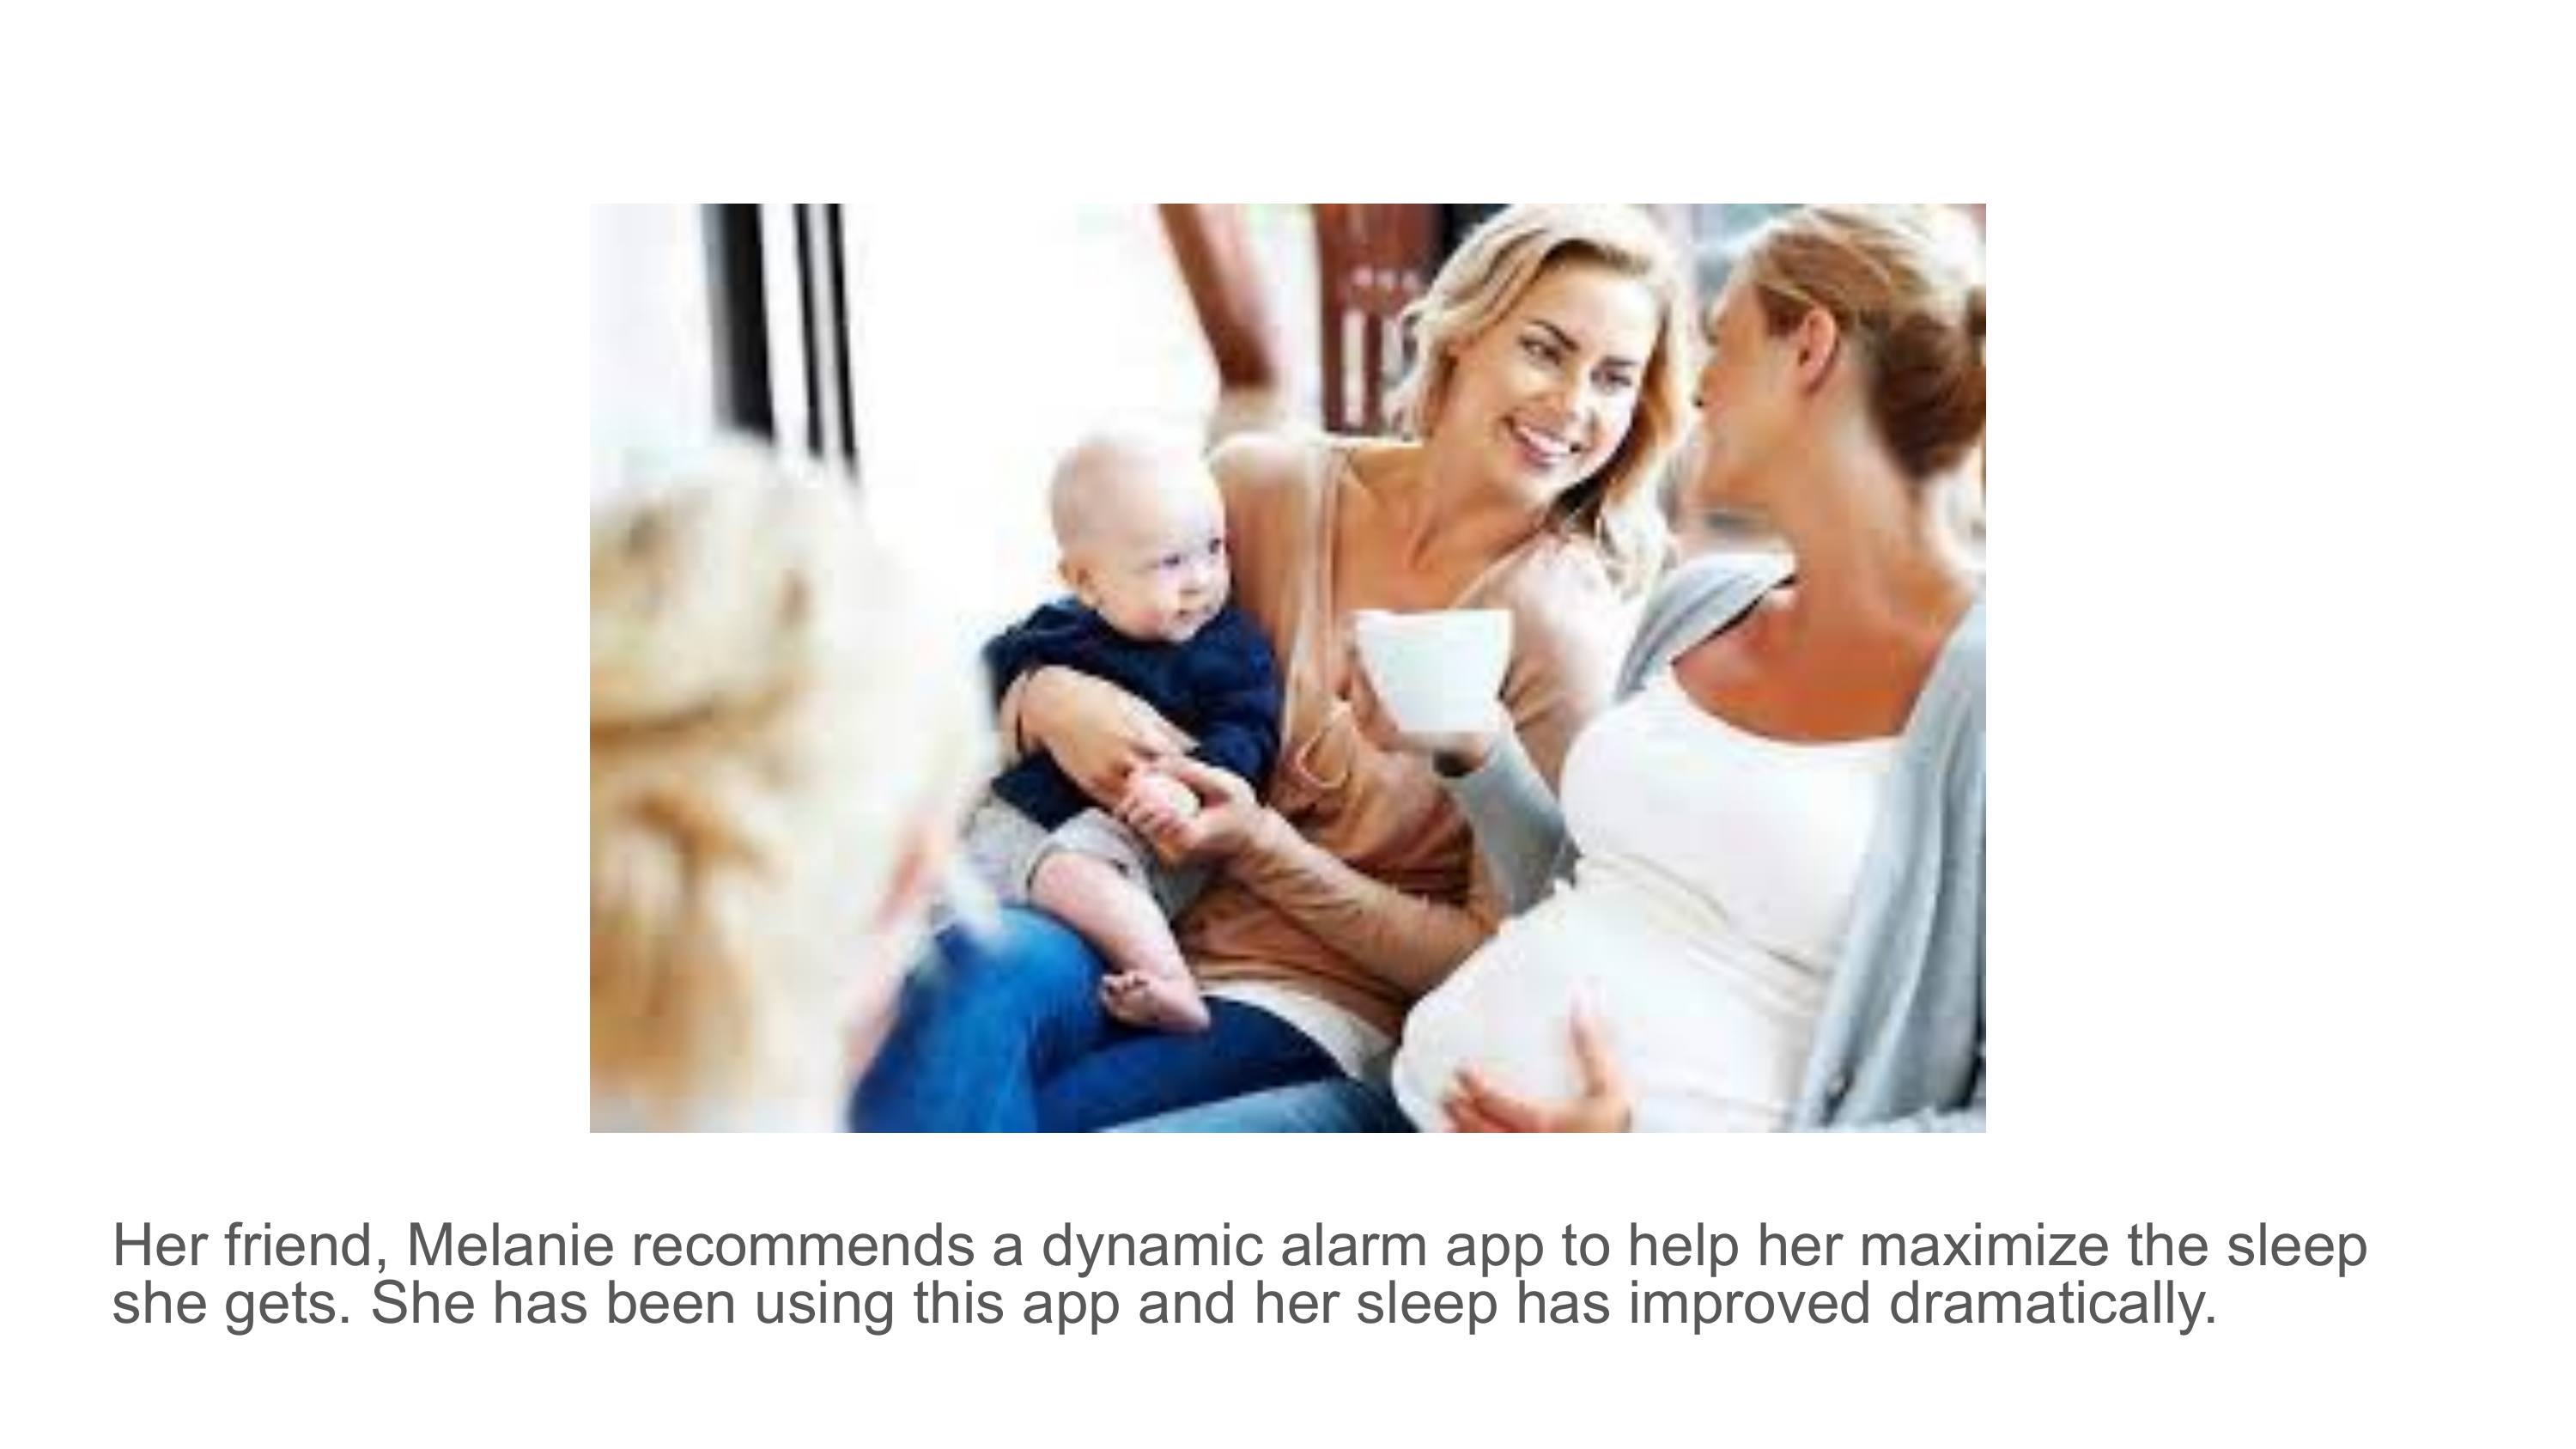 Her friend, Melanie recommends a dynamic alarm app to help her maximize the sleep
she gets. She has been using this app and her sleep has improved dramatically.